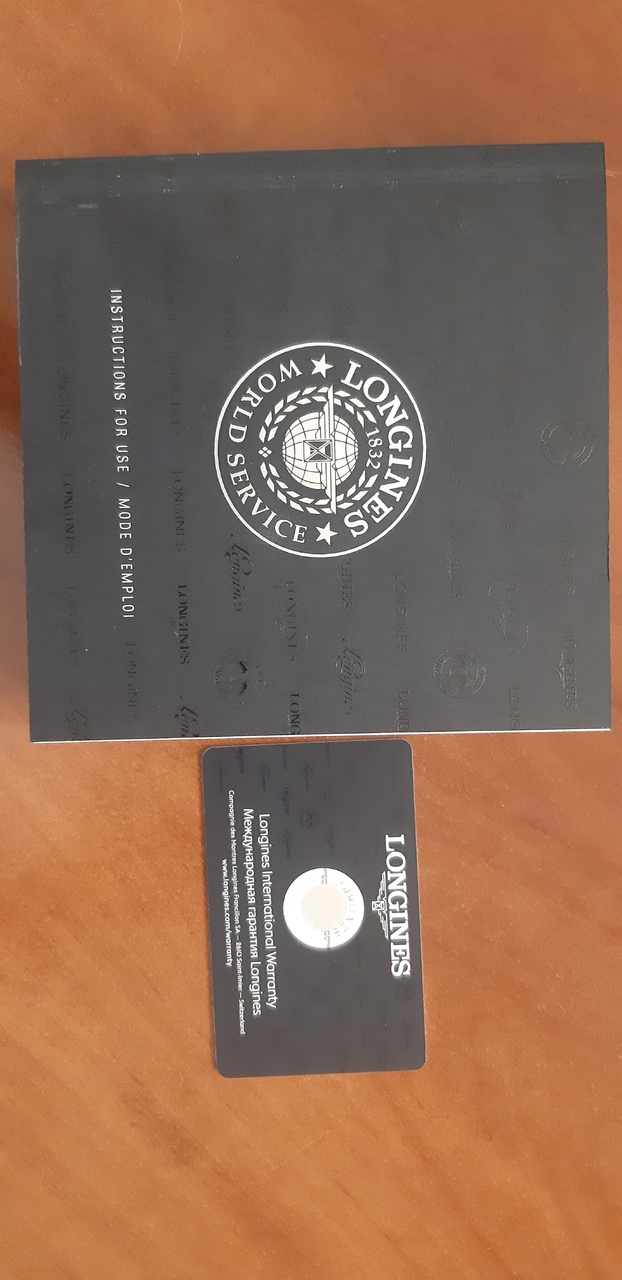 LONGINES
1832
WORLD SERVICE
INSTRUCTIONS FOR USE / MODE D'EMPLOI
LONGINES
Longines International Warranty
Международная гарантия Longines
Compagnie des Montres Longines Francillon SA – 2610 Saint-Imier – Switzerland
www.longines.com/warranty